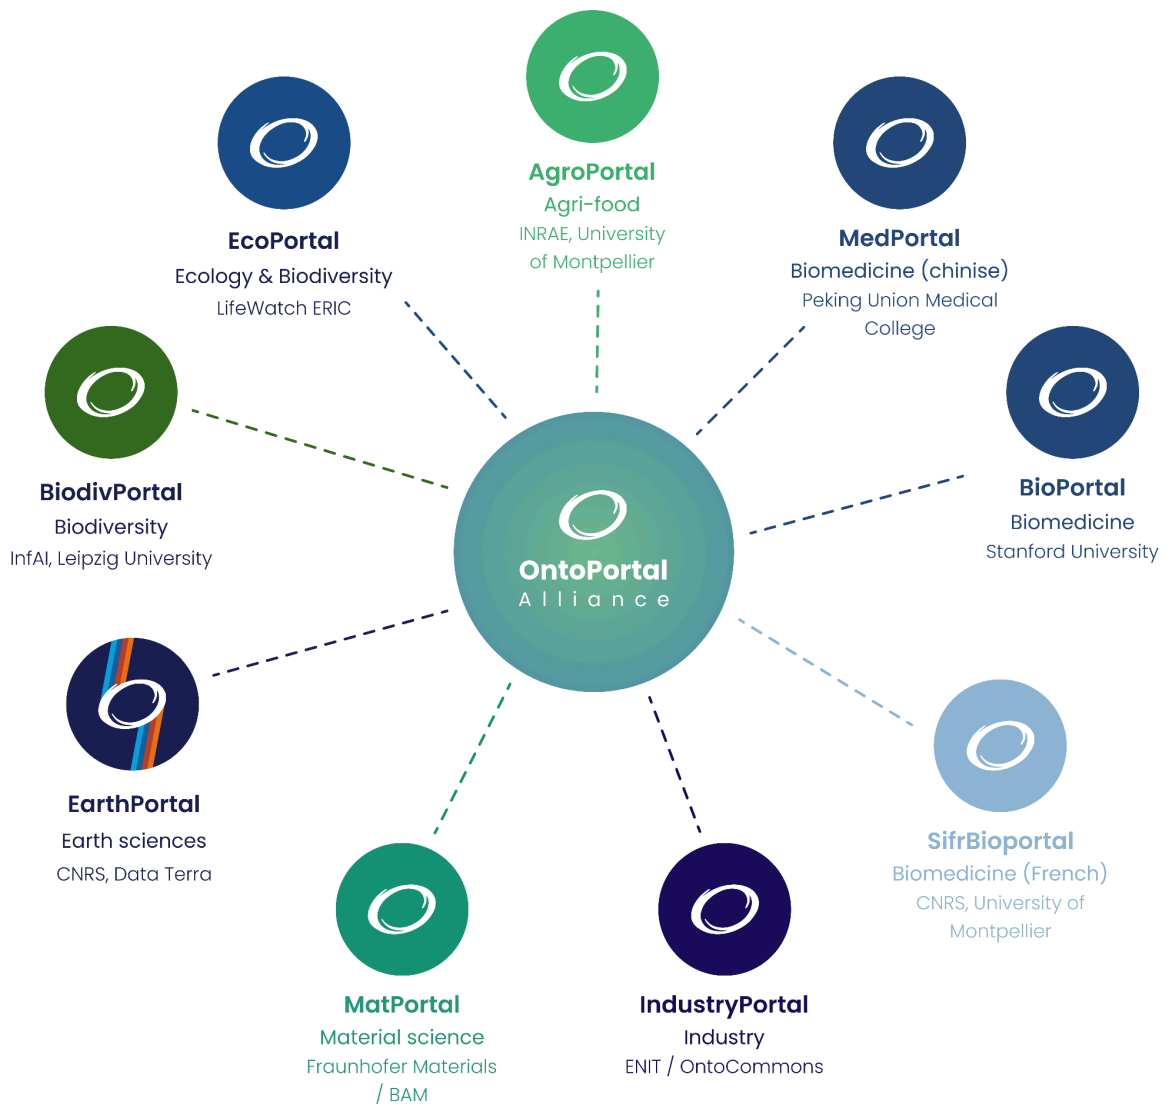 AgroPortal
Agri-food
INRAE, University
of Montpellier
EcoPortal
Ecology & Biodiversity
LifeWatch ERIC
MedPortal
Biomedicine (chinise)
Peking Union Medical
College
BiodivPortal
Biodiversity
InfAI, Leipzig University
BioPortal
Biomedicine
Stanford University
OntoPortal
Alliance
EarthPortal
Earth sciences
CNRS, Data Terra
SifrBioportal
Biomedicine (French)
CNRS, University of
Montpellier
MatPortal
Material science
Fraunhofer Materials
/ BAM
IndustryPortal
Industry
ENIT / OntoCommons